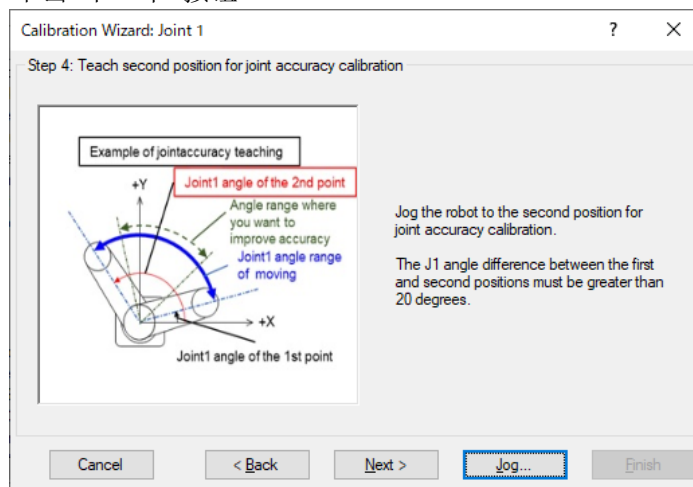 Calibration Wizard: Joint 1
Step 4: Teach second position for joint accuracy calibration
Example of jointaccuracy teaching
+Y
Joint1 angle of the 2nd point
Angle range where
you want to
improve accuracy
Joint1 angle range
of moving
+X
Joint1 angle of the 1st point
Jog the robot to the second position for
joint accuracy calibration.
The J1 angle difference between the first
and second positions must be greater than
20 degrees.
Cancel
< Back
Next >
Jog...
Finish